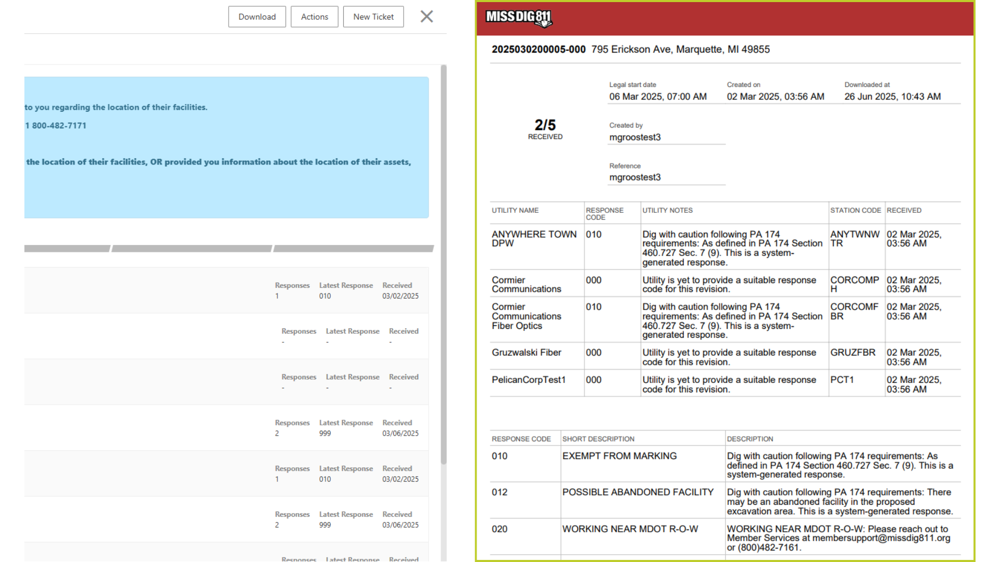 Download
Actions
New Ticket
to you regarding the location of their facilities.
1 800-482-7171
the location of their facilities, OR provided you information about the location of their assets,
Responses Latest Response Received
1 010 03/02/2025
Responses Latest Response Received
- - -
Responses Latest Response Received
- - -
Responses Latest Response Received
2 999 03/06/2025
Responses Latest Response Received
1 010 03/02/2025
Responses Latest Response Received
2 999 03/06/2025
Responses Latest Response Received
MISS DIG 811
2025030200005-000 795 Erickson Ave, Marquette, MI 49855
Legal start date
06 Mar 2025, 07:00 AM
Created on
02 Mar 2025, 03:56 AM
Downloaded at
26 Jun 2025, 10:43 AM
2/5
RECEIVED
Created by
mgroostest3
Reference
mgroostest3
UTILITY NAME
RESPONSE
CODE
UTILITY NOTES
STATION CODE
RECEIVED
ANYWHERE TOWN
DPW
010
Dig with caution following PA 174
requirements: As defined in PA 174 Section
460.727 Sec. 7 (9). This is a system-
generated response.
ANYTWNW
TR
02 Mar 2025,
03:56 AM
Cormier
Communications
000
Utility is yet to provide a suitable response
code for this revision.
CORCOMP
H
02 Mar 2025,
03:56 AM
Cormier
Communications
Fiber Optics
010
Dig with caution following PA 174
requirements: As defined in PA 174 Section
460.727 Sec. 7 (9). This is a system-
generated response.
CORCOMF
BR
02 Mar 2025,
03:56 AM
Gruzwalski Fiber
000
Utility is yet to provide a suitable response
code for this revision.
GRUZFBR
02 Mar 2025,
03:56 AM
PelicanCorpTest1
000
Utility is yet to provide a suitable response
code for this revision.
PCT1
02 Mar 2025,
03:56 AM
RESPONSE CODE
SHORT DESCRIPTION
DESCRIPTION
010
EXEMPT FROM MARKING
Dig with caution following PA 174 requirements: As
defined in PA 174 Section 460.727 Sec. 7 (9). This is a
system-generated response.
012
POSSIBLE ABANDONED FACILITY
Dig with caution following PA 174 requirements: There
may be an abandoned facility in the proposed
excavation area. This is a system-generated response.
020
WORKING NEAR MDOT R-O-W
WORKING NEAR MDOT R-O-W: Please reach out to
Member Services at membersupport@missdig811.org
or (800)482-7161.